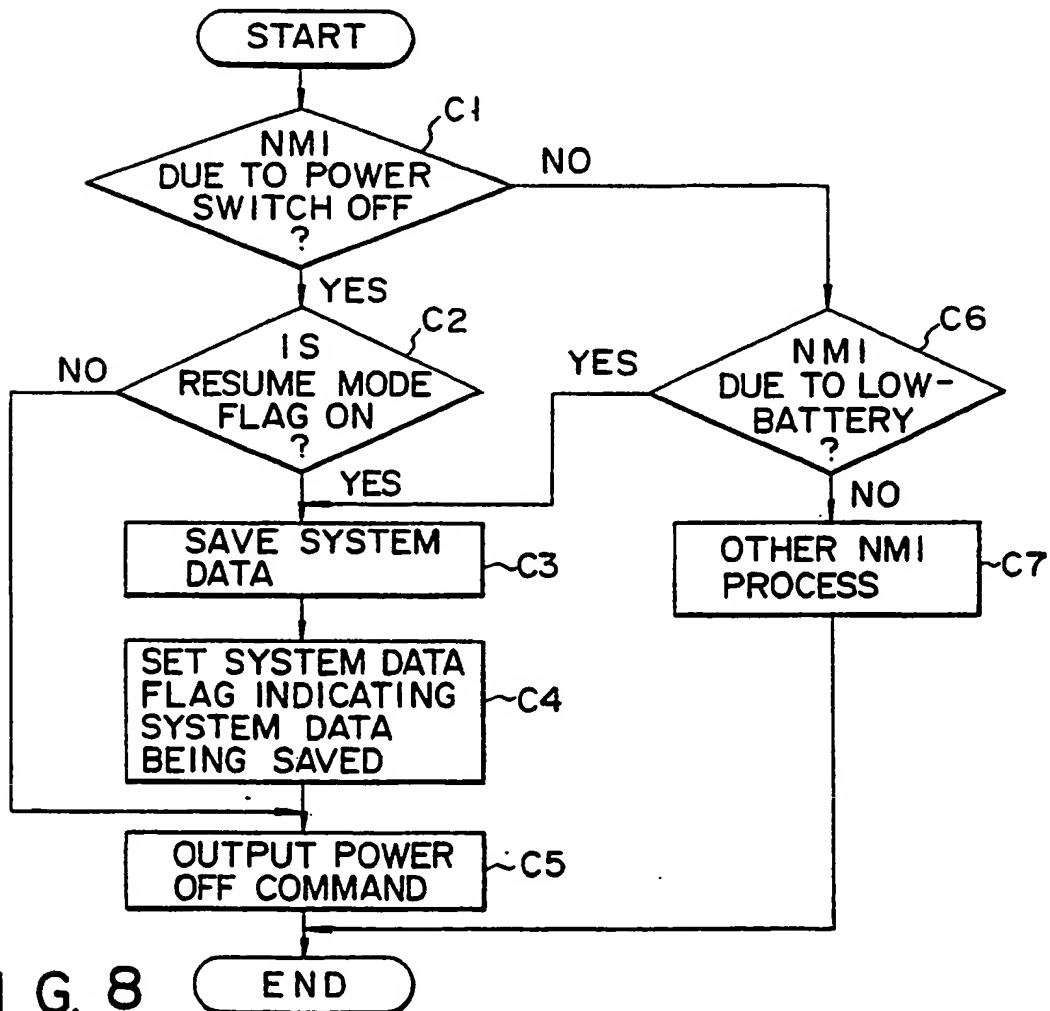 START
C1
NMI
DUE TO POWER
SWITCH OFF
?
NO
YES
C2
IS
RESUME MODE
FLAG ON
?
NO
YES
C6
NMI
DUE TO LOW-
BATTERY
?
YES
NO
SAVE SYSTEM
DATA
C3
OTHER NMI
PROCESS
C7
SET SYSTEM DATA
FLAG INDICATING
SYSTEM DATA
BEING SAVED
C4
OUTPUT POWER
OFF COMMAND
C5
END
I G. 8